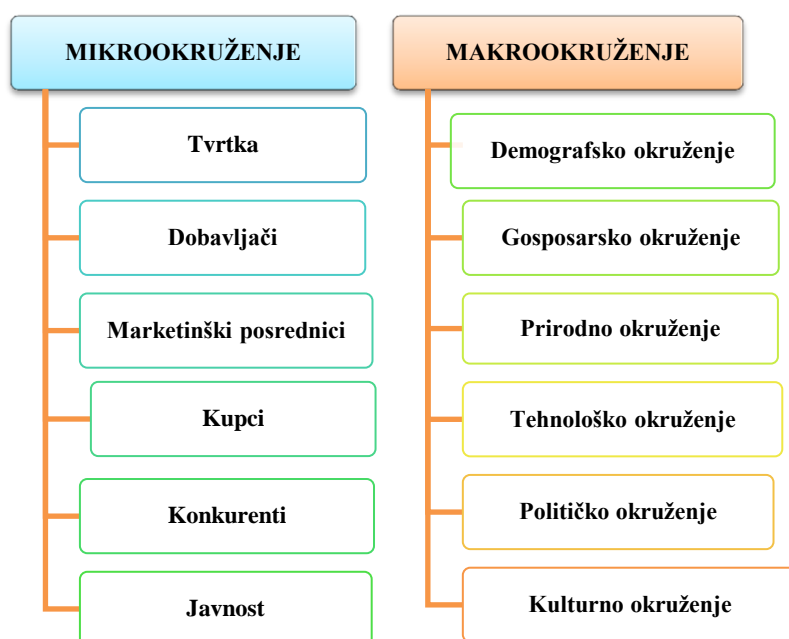 MIKROOKRUŽENJE
Tvrtka
Dobavljači
Marketinški posrednici
Kupci
Konkurenti
Javnost
MAKROOKRUŽENJE
Demografsko okruženje
Gosposarsko okruženje
Prirodno okruženje
Tehnološko okruženje
Političko okruženje
Kulturno okruženje